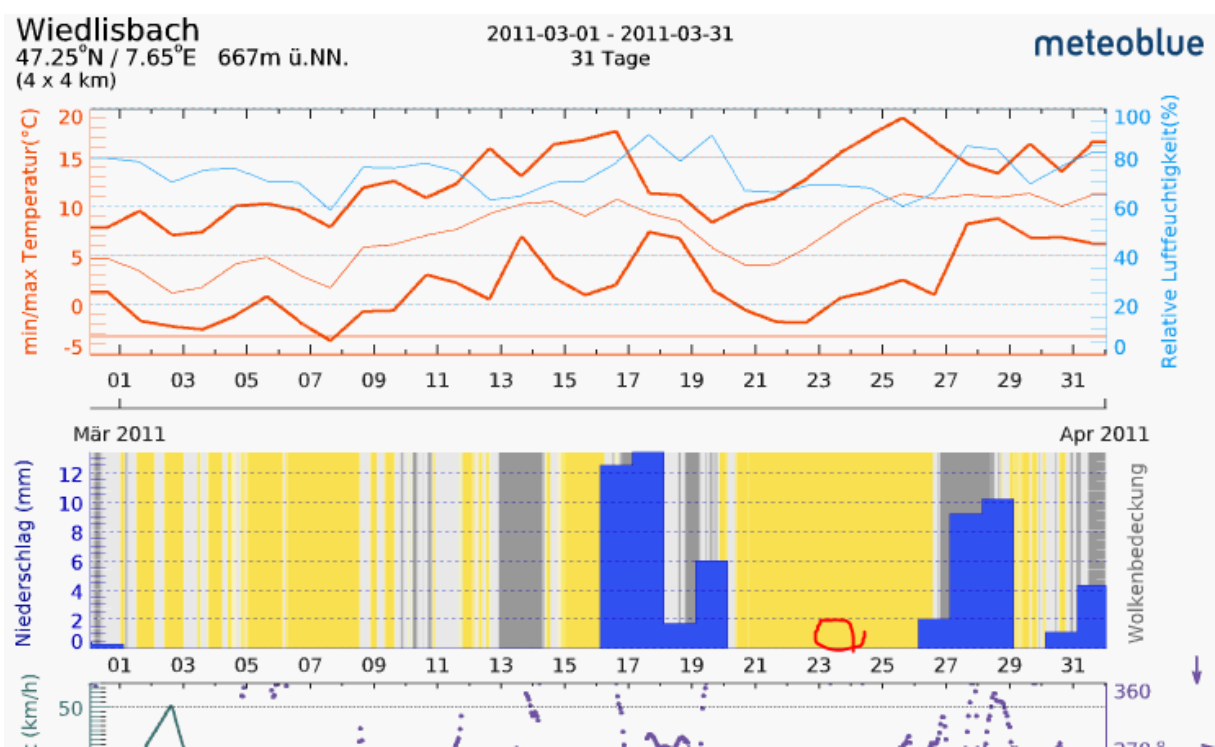 Wiedlisbach
47.25°N / 7.65°E 667m ü.NN.
(4 x 4 km)
2011-03-01 - 2011-03-31
31 Tage
meteoblue
min/max Temperatur(°C)
20
15
10
5
0
-5
100
80
60
40
20
0
Relative Luftfeuchtigkeit(%)
01 03 05 07 09 11 13 15 17 19 21 23 25 27 29 31
Mär 2011 Apr 2011
Niederschlag (mm)
12
10
8
6
4
2
0
Wolkenbedeckung
01 03 05 07 09 11 13 15 17 19 21 23 25 27 29 31
(km/h)
50
360